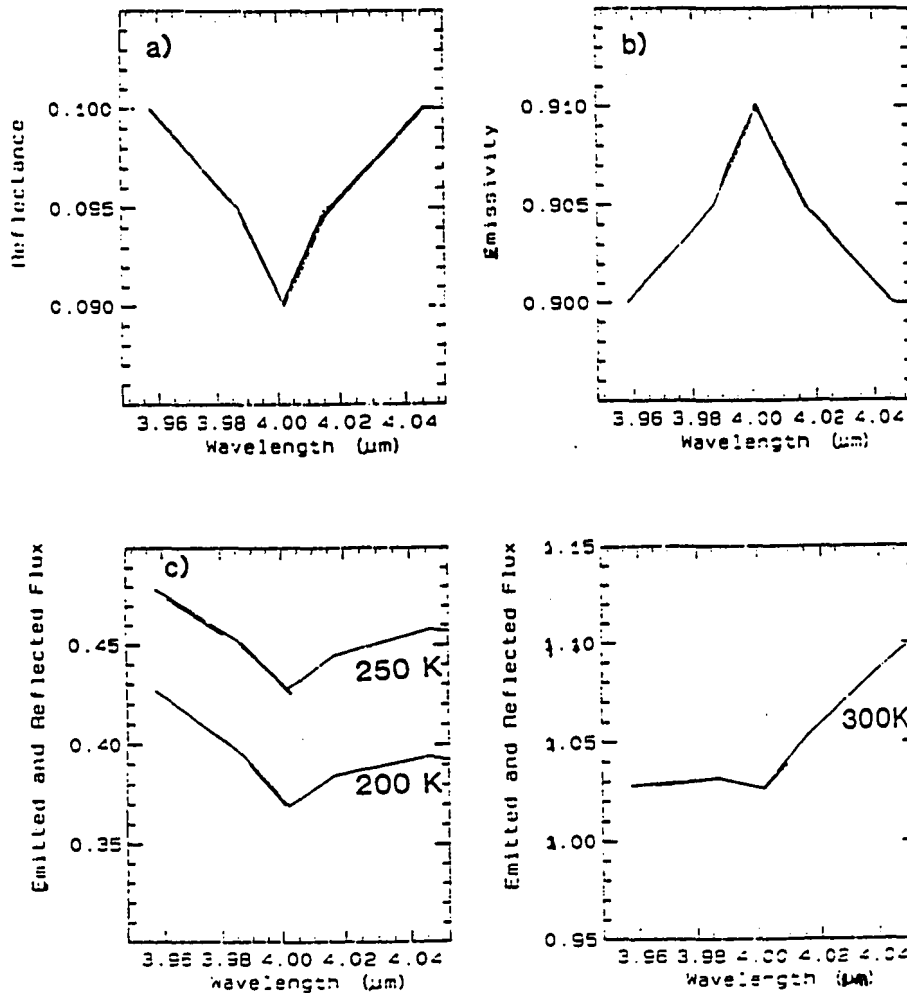 a)
Reflectance
0.100
0.095
0.090
3.96 3.98 4.00 4.02 4.04
Wavelength (μm)
b)
Emissivity
0.910
0.905
0.900
3.96 3.98 4.00 4.02 4.04
Wavelength (μm)
c)
Emitted and Reflected Flux
0.45
0.40
0.35
250 K
200 K
3.96 3.98 4.00 4.02 4.04
Wavelength (μm)
Emitted and Reflected Flux
1.15
1.10
1.05
1.00
0.95
300K
3.96 3.98 4.00 4.02 4.04
Wavelength (μm)